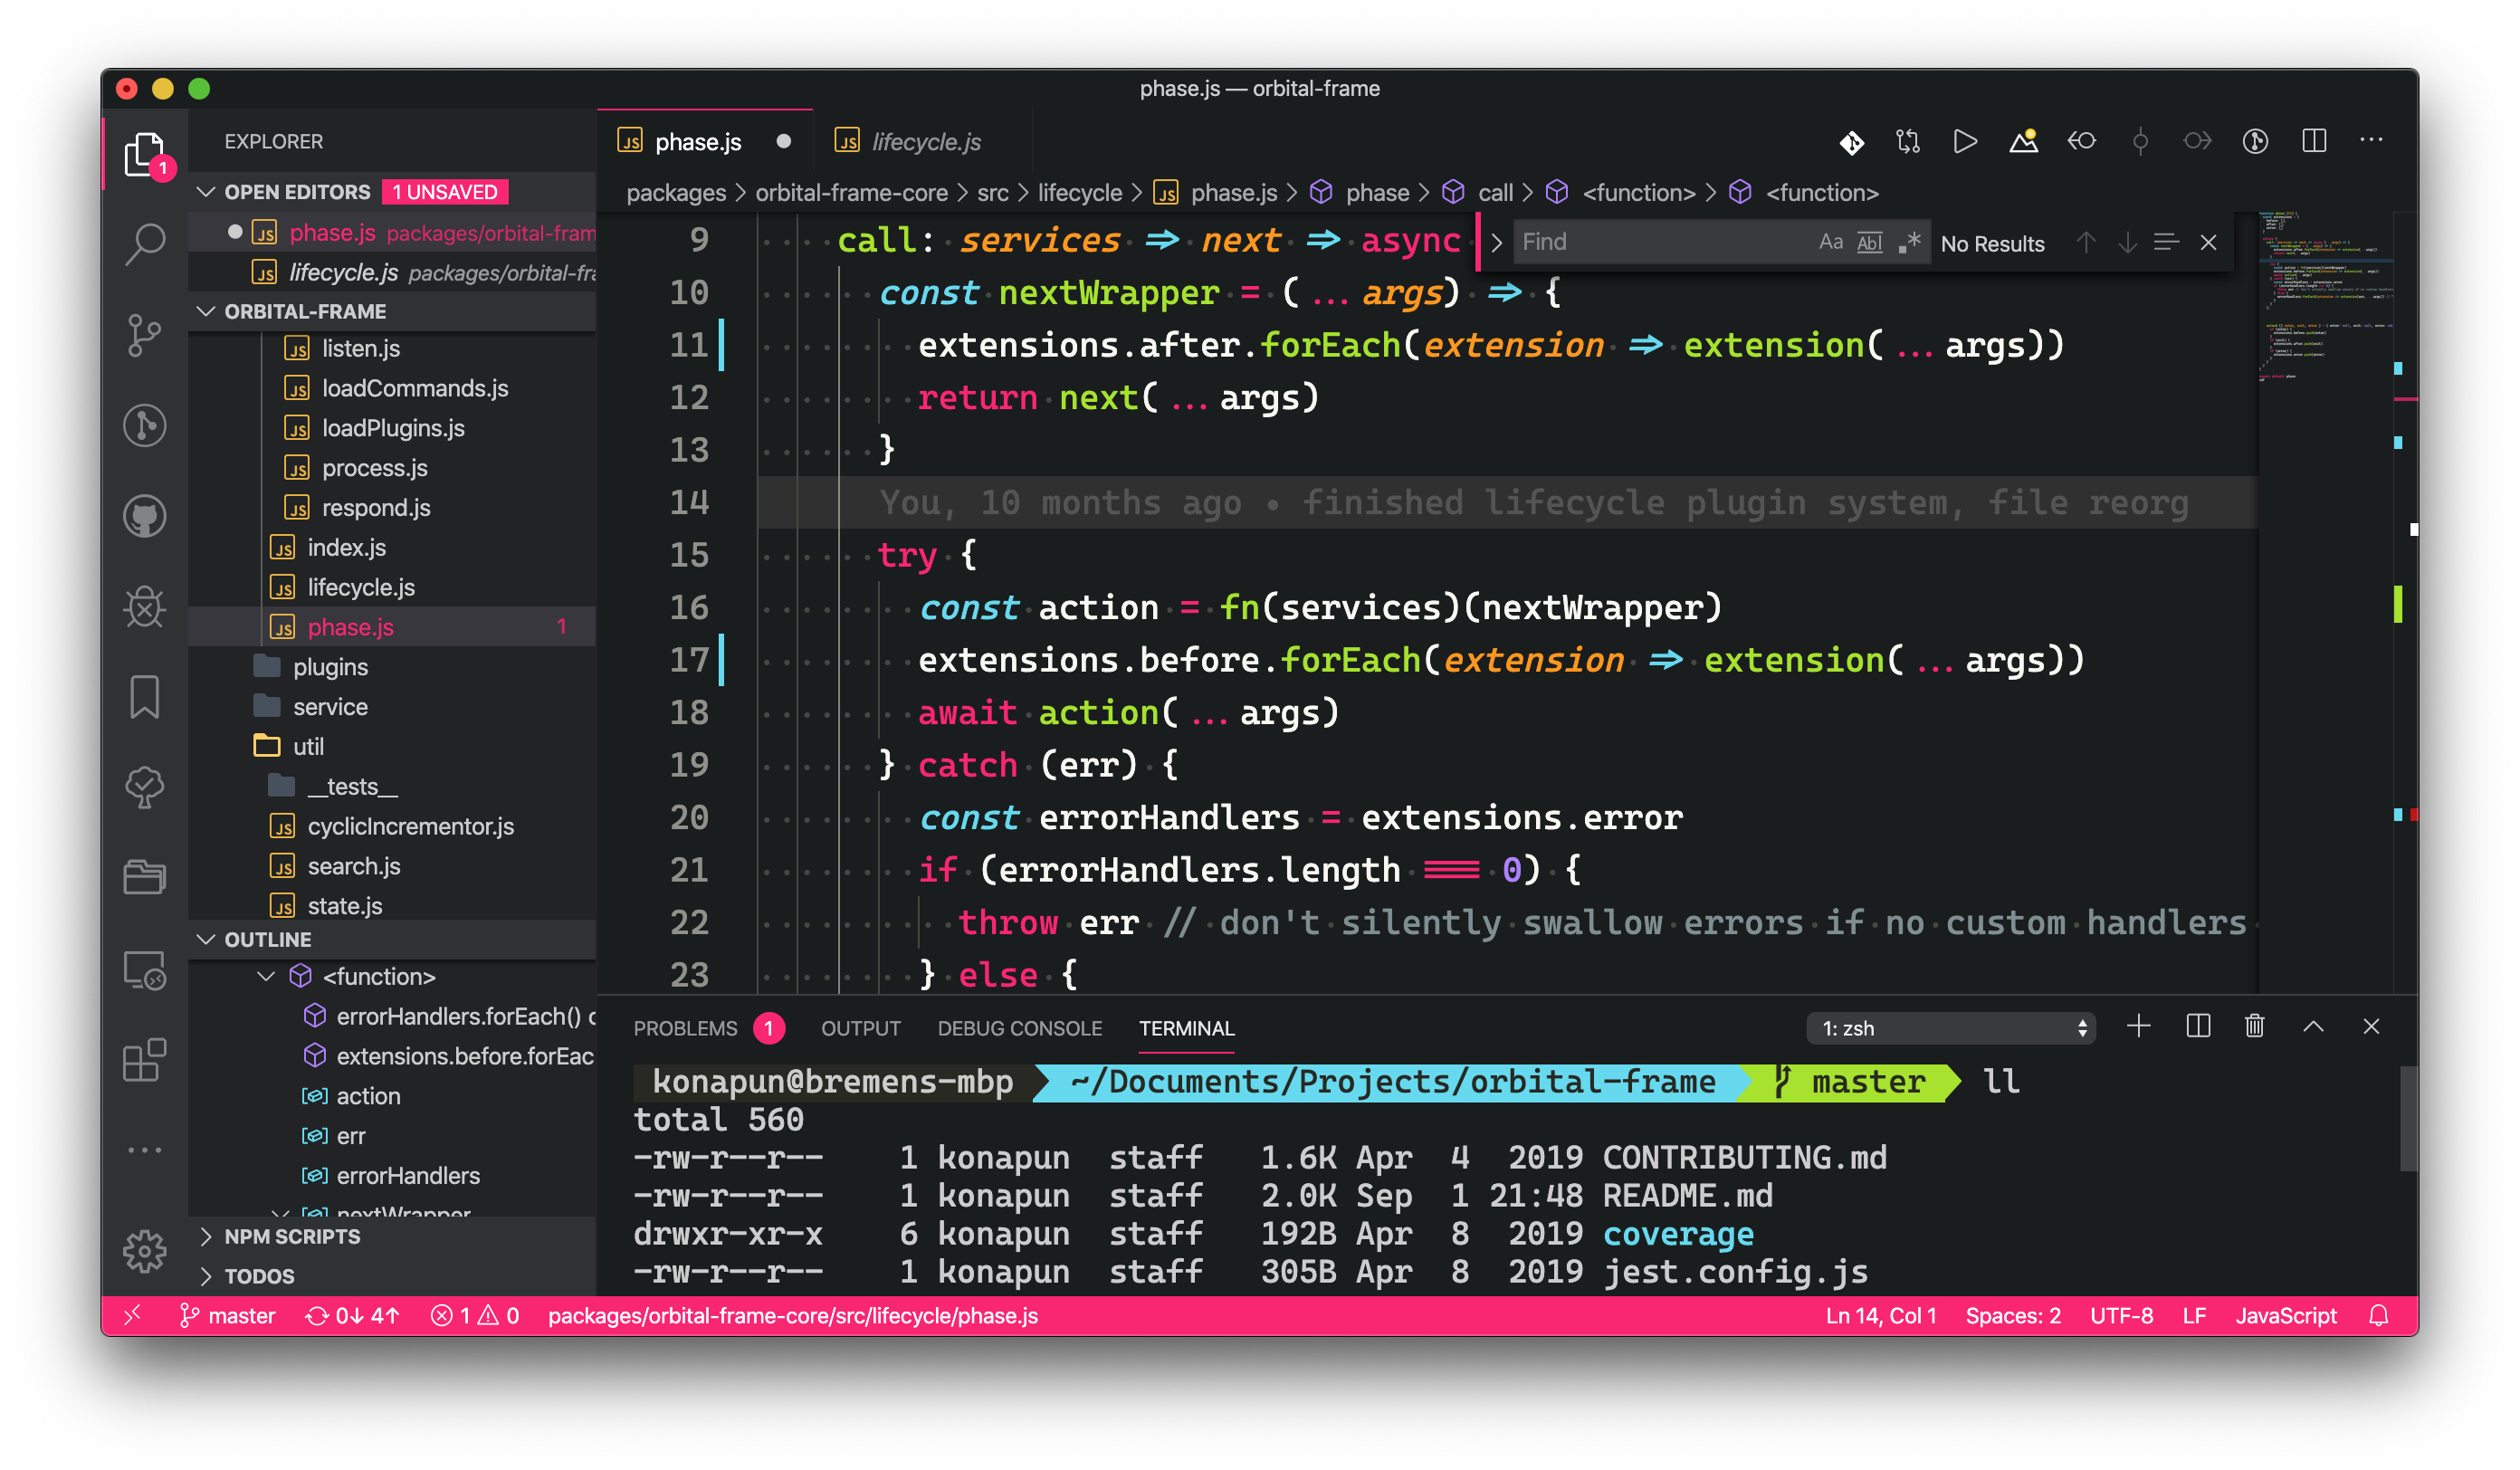 phase.js — orbital-frame
EXPLORER
1
OPEN EDITORS 1 UNSAVED
phase.js packages/orbital-fram
lifecycle.js packages/orbital-fra
ORBITAL-FRAME
listen.js
loadCommands.js
loadPlugins.js
process.js
respond.js
index.js
lifecycle.js
phase.js 1
plugins
service
util
__tests__
cyclicIncrementor.js
search.js
state.js
OUTLINE
<function>
errorHandlers.forEach() c
extensions.before.forEac
action
err
errorHandlers
nextWrapper
NPM SCRIPTS
TODOS
JS phase.js
JS lifecycle.js
packages > orbital-frame-core > src > lifecycle > JS phase.js > phase > call > <function> > <function>
Find Aa Abl .* No Results
9 call: services => next => async
10 const nextWrapper = (...args) => {
11 extensions.after.forEach(extension => extension(...args))
12 return next(...args)
13 }
14 You, 10 months ago • finished lifecycle plugin system, file reorg
15 try {
16 const action = fn(services)(nextWrapper)
17 extensions.before.forEach(extension => extension(...args))
18 await action(...args)
19 } catch (err) {
20 const errorHandlers = extensions.error
21 if (errorHandlers.length === 0) {
22 throw err // don't silently swallow errors if no custom handlers
23 } else {
PROBLEMS 1 OUTPUT DEBUG CONSOLE TERMINAL 1: zsh
konapun@bremens-mbp ~/Documents/Projects/orbital-frame master ll
total 560
-rw-r--r-- 1 konapun staff 1.6K Apr 4 2019 CONTRIBUTING.md
-rw-r--r-- 1 konapun staff 2.0K Sep 1 21:48 README.md
drwxr-xr-x 6 konapun staff 192B Apr 8 2019 coverage
-rw-r--r-- 1 konapun staff 305B Apr 8 2019 jest.config.js
master 0↓ 4↑ 1 0 packages/orbital-frame-core/src/lifecycle/phase.js Ln 14, Col 1 Spaces: 2 UTF-8 LF JavaScript